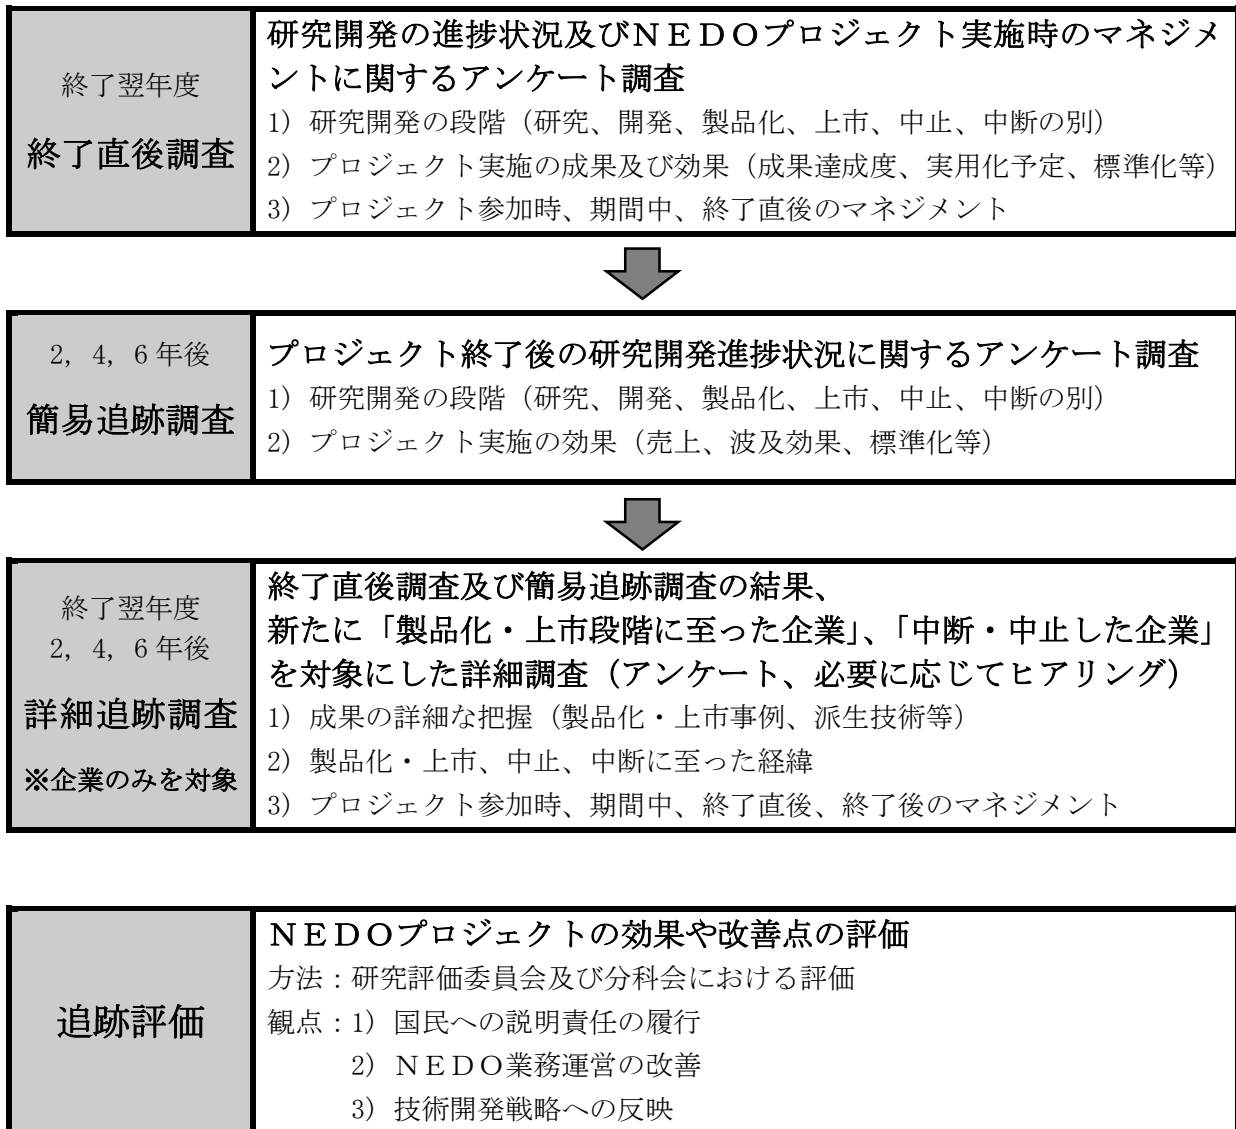 終了翌年度
終了直後調査
研究開発の進捗状況及びＮＥＤＯプロジェクト実施時のマネジメ
ントに関するアンケート調査
1）研究開発の段階（研究、開発、製品化、上市、中止、中断の別）
2）プロジェクト実施の成果及び効果（成果達成度、実用化予定、標準化等）
3）プロジェクト参加時、期間中、終了直後のマネジメント
2, 4, 6 年後
簡易追跡調査
プロジェクト終了後の研究開発進捗状況に関するアンケート調査
1）研究開発の段階（研究、開発、製品化、上市、中止、中断の別）
2）プロジェクト実施の効果（売上、波及効果、標準化等）
終了翌年度
2, 4, 6 年後
詳細追跡調査
※企業のみを対象
終了直後調査及び簡易追跡調査の結果、
新たに「製品化・上市段階に至った企業」、「中断・中止した企業」
を対象にした詳細調査（アンケート、必要に応じてヒアリング）
1）成果の詳細な把握（製品化・上市事例、派生技術等）
2）製品化・上市、中止、中断に至った経緯
3）プロジェクト参加時、期間中、終了直後、終了後のマネジメント
追跡評価
ＮＥＤＯプロジェクトの効果や改善点の評価
方法：研究評価委員会及び分科会における評価
観点：1）国民への説明責任の履行
2）ＮＥＤＯ業務運営の改善
3）技術開発戦略への反映